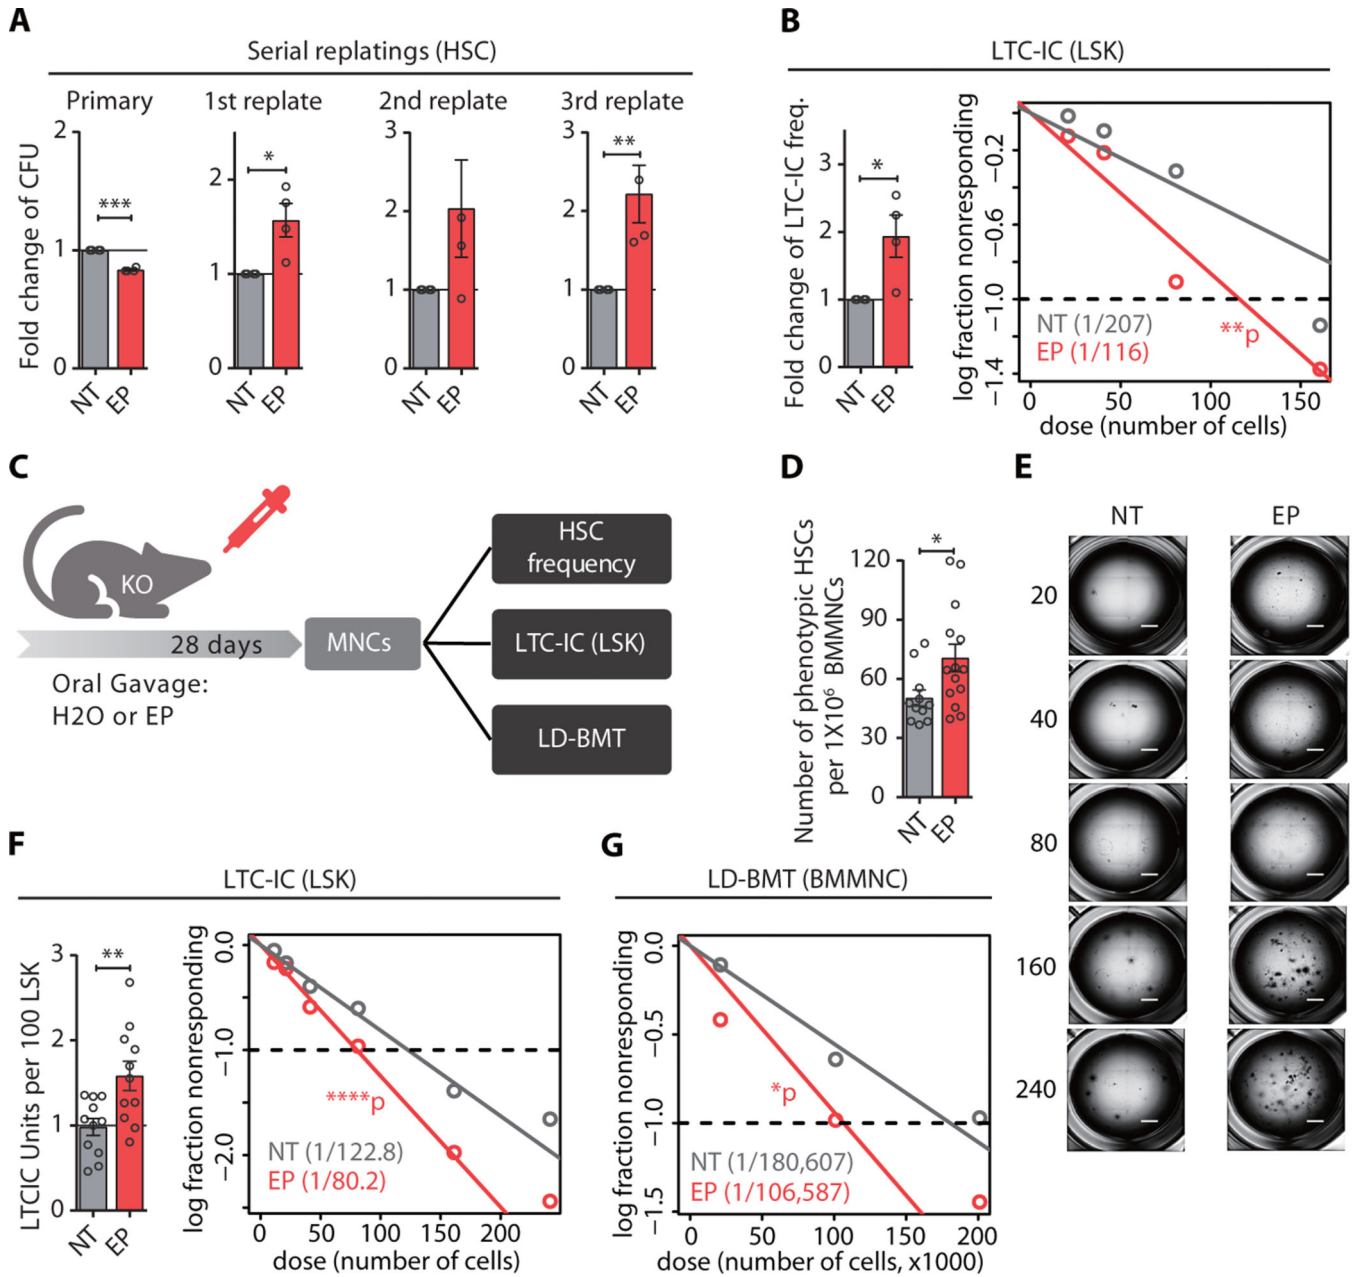 A
Serial replatings (HSC)
Primary
1st replate
2nd replate
3rd replate
Fold change of CFU
2
1
0
***
NT
EP
2
1
0
*
NT
EP
3
2
1
0
NT
EP
3
2
1
0
**
NT
EP
B
LTC-IC (LSK)
Fold change of LTC-IC freq.
3
2
1
0
*
NT
EP
log fraction nonresponding
−0.2
−0.6
−1.0
−1.4
NT (1/207)
EP (1/116)
**p
0
50
100
150
dose (number of cells)
C
KO
28 days
Oral Gavage:
H2O or EP
MNCs
HSC
frequency
LTC-IC (LSK)
LD-BMT
D
Number of phenotypic HSCs
per 1X10⁶ BMMNCs
120
90
60
30
0
*
NT
EP
E
NT
EP
20
40
80
160
240
F
LTC-IC (LSK)
LTCIC Units per 100 LSK
3
2
1
0
**
NT
EP
log fraction nonresponding
0.0
−1.0
−2.0
****p
NT (1/122.8)
EP (1/80.2)
0
50
100
150
200
dose (number of cells)
G
LD-BMT (BMMNC)
log fraction nonresponding
0.0
−0.5
−1.0
−1.5
*p
NT (1/180,607)
EP (1/106,587)
0
50
100
150
200
dose (number of cells, x1000)